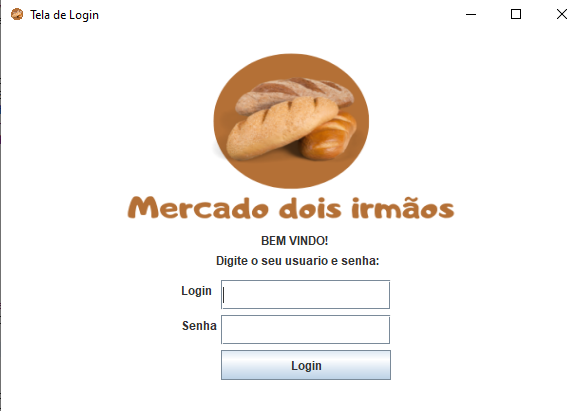 Tela de Login
Mercado dois irmãos
BEM VINDO!
Digite o seu usuario e senha:
Login
Senha
Login